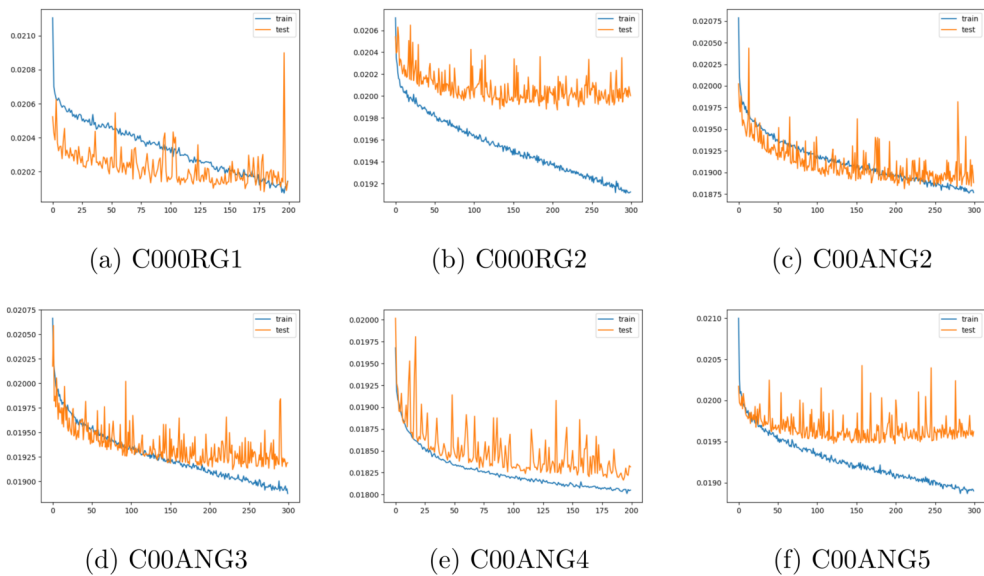 0.0210
0.0208
0.0206
0.0204
0.0202
0 25 50 75 100 125 150 175 200
train
test
(a) C000RG1
0.0206
0.0204
0.0202
0.0200
0.0198
0.0196
0.0194
0.0192
0 50 100 150 200 250 300
train
test
(b) C000RG2
0.02075
0.02050
0.02025
0.02000
0.01975
0.01950
0.01925
0.01900
0.01875
0 50 100 150 200 250 300
train
test
(c) C00ANG2
0.02075
0.02050
0.02025
0.02000
0.01975
0.01950
0.01925
0.01900
0 50 100 150 200 250 300
train
test
(d) C00ANG3
0.02000
0.01975
0.01950
0.01925
0.01900
0.01875
0.01850
0.01825
0.01800
0 25 50 75 100 125 150 175 200
train
test
(e) C00ANG4
0.0210
0.0205
0.0200
0.0195
0.0190
0 50 100 150 200 250 300
train
test
(f) C00ANG5